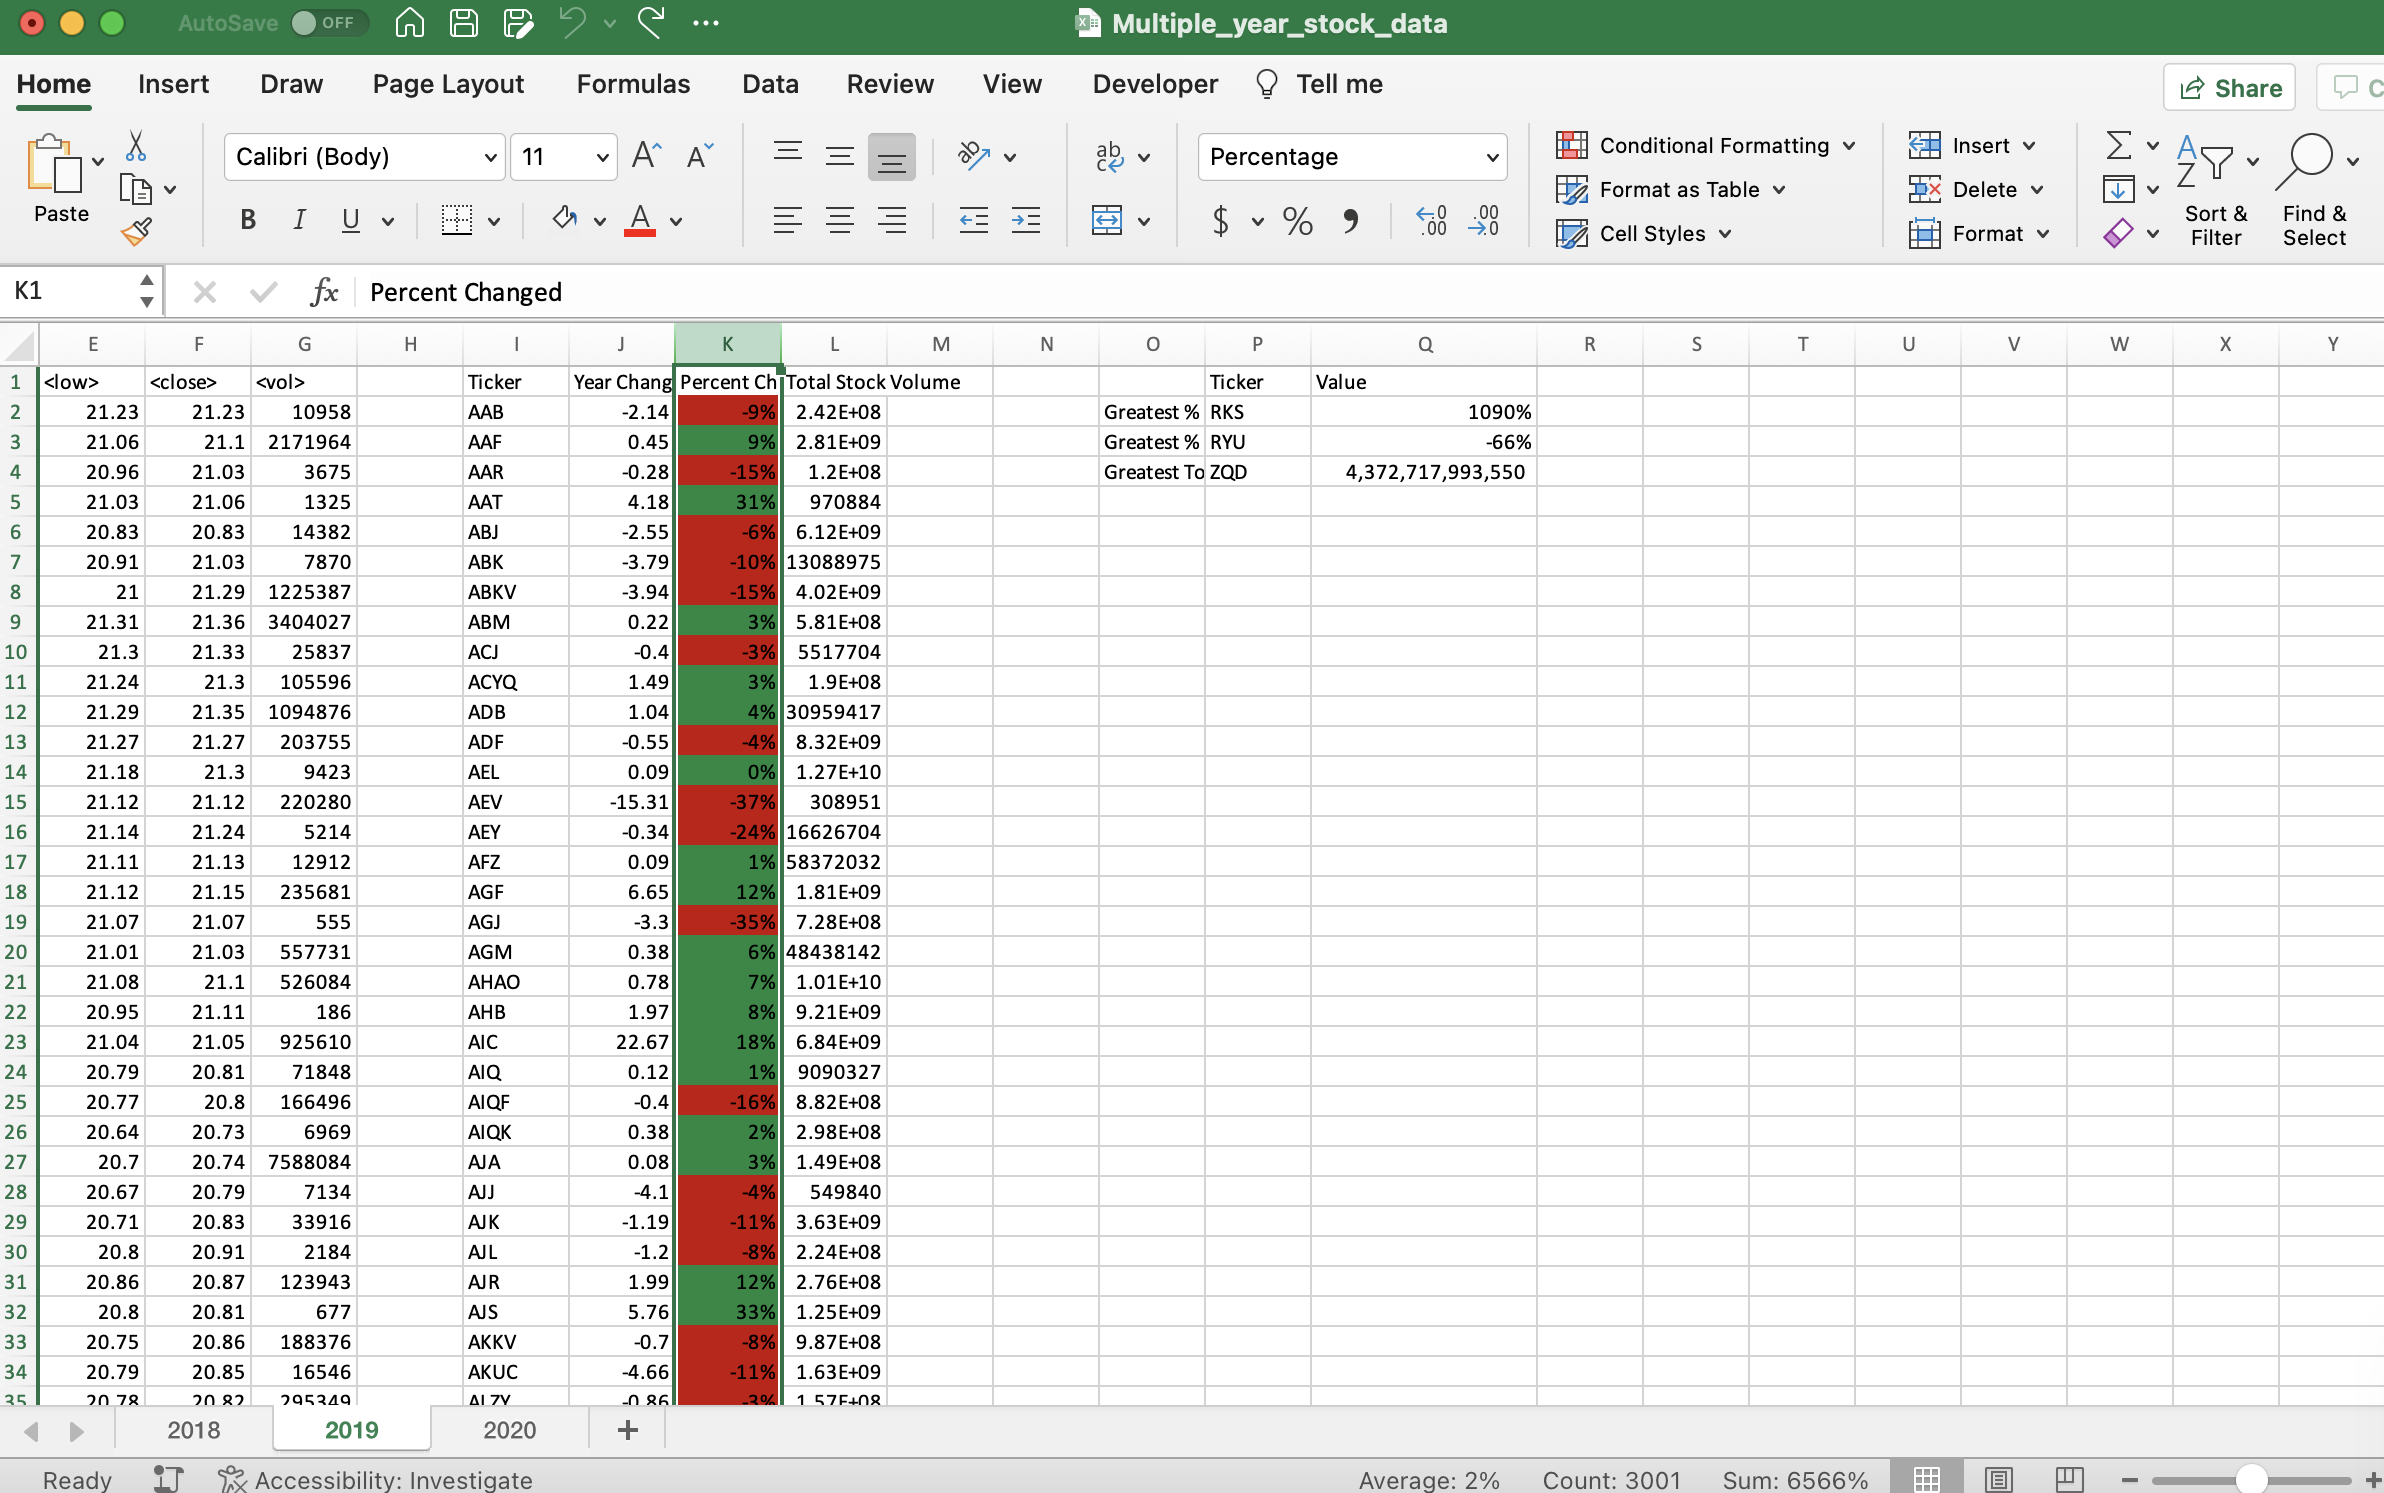 AutoSave OFF Multiple_year_stock_data
Home Insert Draw Page Layout Formulas Data Review View Developer Tell me Share C
Paste Calibri (Body) 11 A A ab Percentage Conditional Formatting Insert
B I U A $ % Format as Table Delete Sort & Filter Find & Select
Cell Styles Format
K1 fx Percent Changed
E F G H I J K L M N O P Q R S T U V W X Y
1 <low> <close> <vol> Ticker Year Chang Percent Ch Total Stock Volume Ticker Value
2 21.23 21.23 10958 AAB -2.14 -9% 2.42E+08 Greatest % RKS 1090%
3 21.06 21.1 2171964 AAF 0.45 9% 2.81E+09 Greatest % RYU -66%
4 20.96 21.03 3675 AAR -0.28 -15% 1.2E+08 Greatest To ZQD 4,372,717,993,550
5 21.03 21.06 1325 AAT 4.18 31% 970884
6 20.83 20.83 14382 ABJ -2.55 -6% 6.12E+09
7 20.91 21.03 7870 ABK -3.79 -10% 13088975
8 21 21.29 1225387 ABKV -3.94 -15% 4.02E+09
9 21.31 21.36 3404027 ABM 0.22 3% 5.81E+08
10 21.3 21.33 25837 ACJ -0.4 -3% 5517704
11 21.24 21.3 105596 ACYQ 1.49 3% 1.9E+08
12 21.29 21.35 1094876 ADB 1.04 4% 30959417
13 21.27 21.27 203755 ADF -0.55 -4% 8.32E+09
14 21.18 21.3 9423 AEL 0.09 0% 1.27E+10
15 21.12 21.12 220280 AEV -15.31 -37% 308951
16 21.14 21.24 5214 AEY -0.34 -24% 16626704
17 21.11 21.13 12912 AFZ 0.09 1% 58372032
18 21.12 21.15 235681 AGF 6.65 12% 1.81E+09
19 21.07 21.07 555 AGJ -3.3 -35% 7.28E+08
20 21.01 21.03 557731 AGM 0.38 6% 48438142
21 21.08 21.1 526084 AHAO 0.78 7% 1.01E+10
22 20.95 21.11 186 AHB 1.97 8% 9.21E+09
23 21.04 21.05 925610 AIC 22.67 18% 6.84E+09
24 20.79 20.81 71848 AIQ 0.12 1% 9090327
25 20.77 20.8 166496 AIQF -0.4 -16% 8.82E+08
26 20.64 20.73 6969 AIQK 0.38 2% 2.98E+08
27 20.7 20.74 7588084 AJA 0.08 3% 1.49E+08
28 20.67 20.79 7134 AJJ -4.1 -4% 549840
29 20.71 20.83 33916 AJK -1.19 -11% 3.63E+09
30 20.8 20.91 2184 AJL -1.2 -8% 2.24E+08
31 20.86 20.87 123943 AJR 1.99 12% 2.76E+08
32 20.8 20.81 677 AJS 5.76 33% 1.25E+09
33 20.75 20.86 188376 AKKV -0.7 -8% 9.87E+08
34 20.79 20.85 16546 AKUC -4.66 -11% 1.63E+09
35 20.78 20.82 295349 ALZY -0.86 -3% 1.57E+08
2018 2019 2020 +
Ready Accessibility: Investigate Average: 2% Count: 3001 Sum: 6566% − +